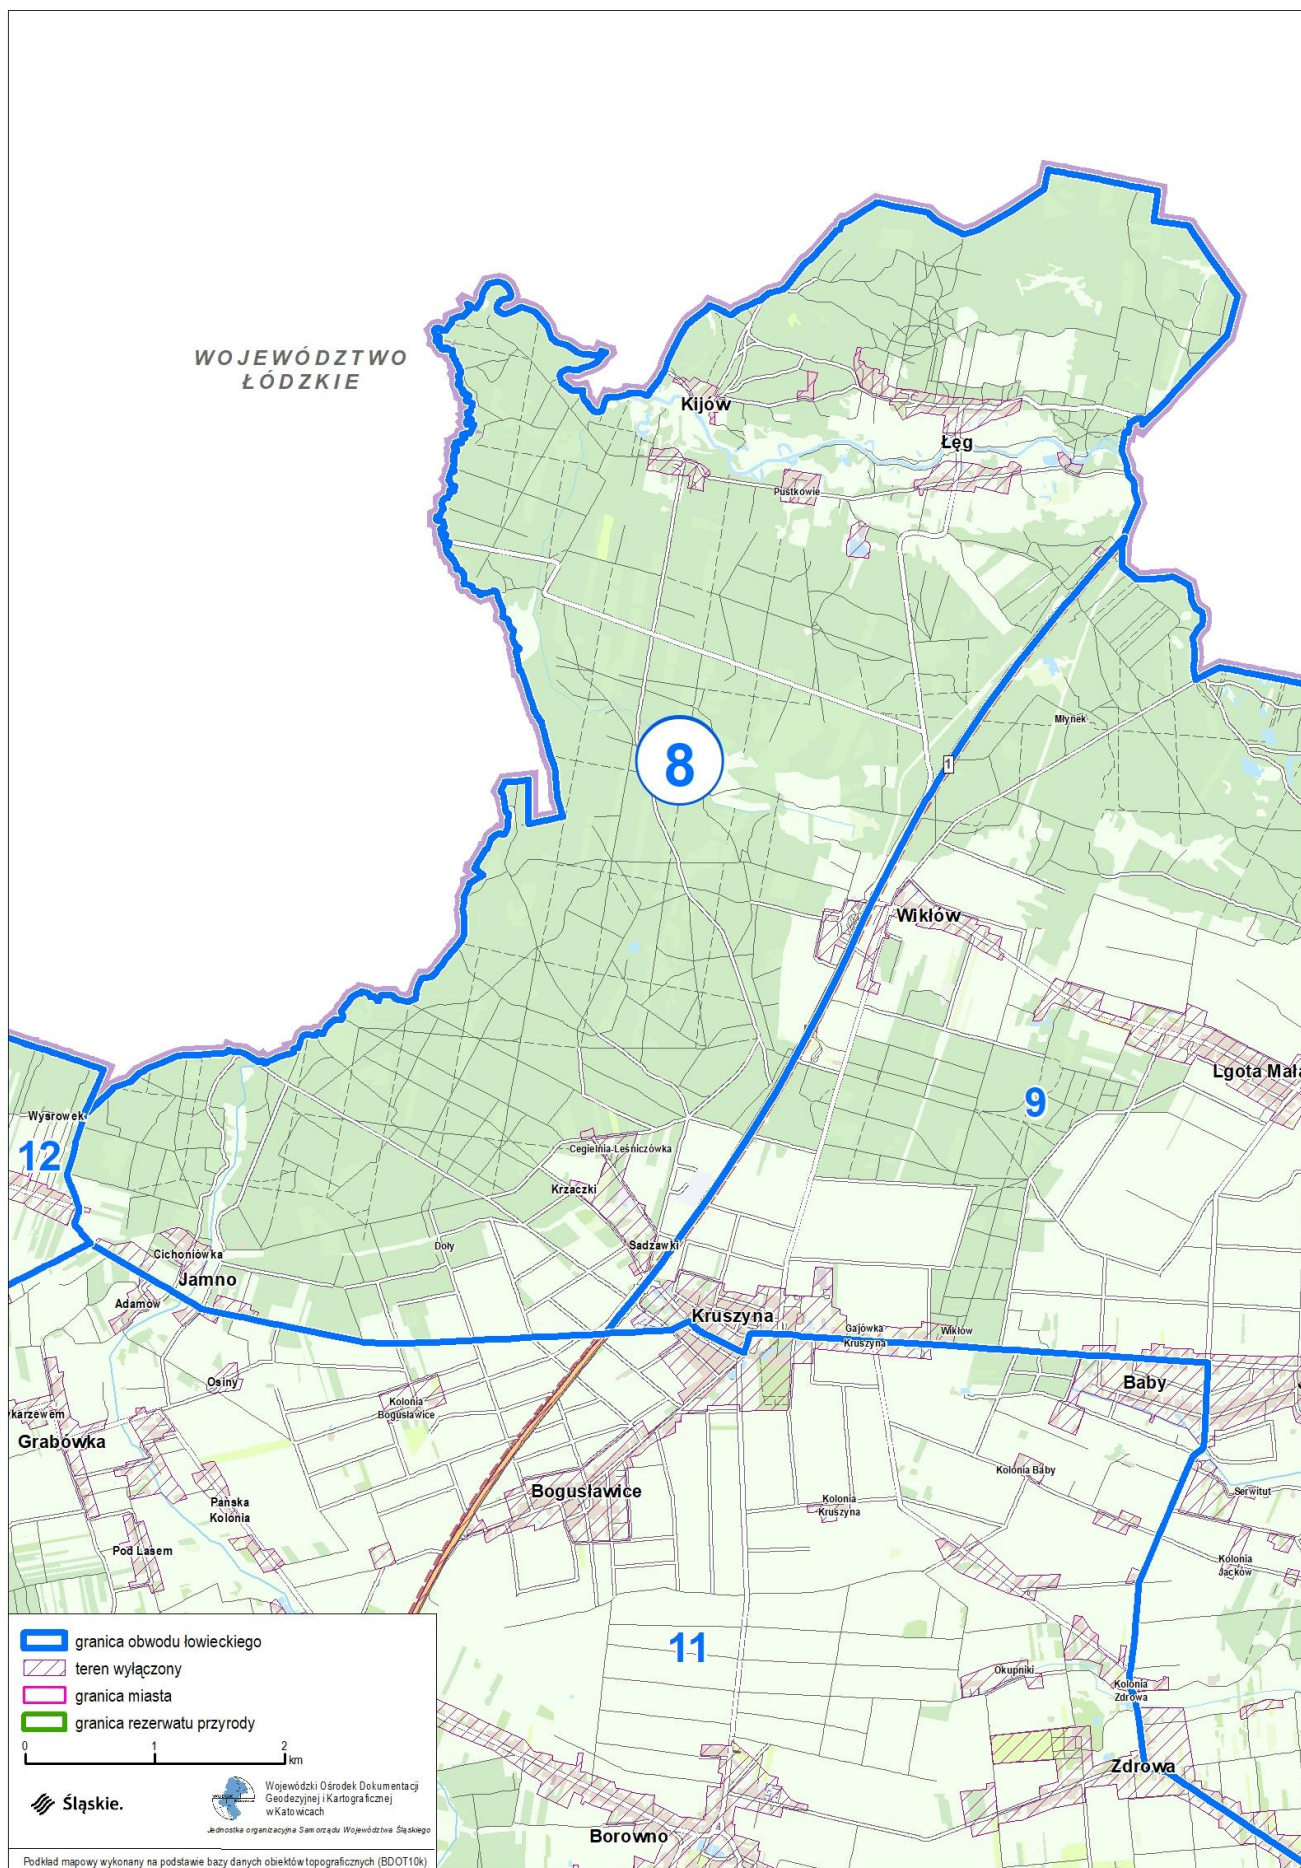 WOJEWÓDZTWO
ŁÓDZKIE
Kijów
Łęg
Pustkowie
8
Młynek
1
Wikłów
Lgota Mała
9
Wysrowek
12
Cegielnia-Leśniczówka
Krzaczki
Doły
Sadzawki
Cichoniówka
Jamno
Adamów
Kruszyna
Gajówka
Kruszyna
Wikłów
Osiny
Kolonia
Bogusławice
Baby
ykarzewem
Grabówka
Kolonia Baby
Serwitut
Bogusławice
Kolonia
Kruszyna
Pańska
Kolonia
Pod Lasem
Kolonia
Jacków
11
Okupniki
Kolonia
Zdrowa
Zdrowa
Borowno
granica obwodu łowieckiego
teren wyłączony
granica miasta
granica rezerwatu przyrody
0 1 2
km
Śląskie.
Wojewódzki Ośrodek Dokumentacji
Geodezyjnej i Kartograficznej
w Katowicach
Jednostka organizacyjna Samorządu Województwa Śląskiego
Podkład mapowy wykonany na podstawie bazy danych obiektów topograficznych (BDOT10k)